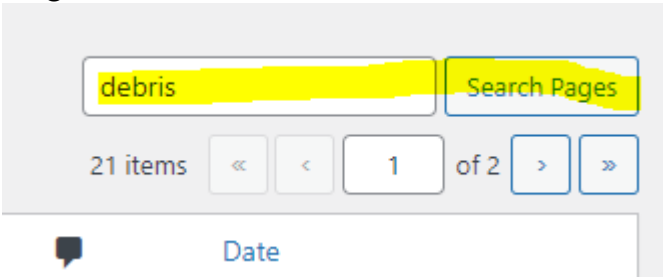 debris Search Pages
21 items « ‹ 1 of 2 › »
Date